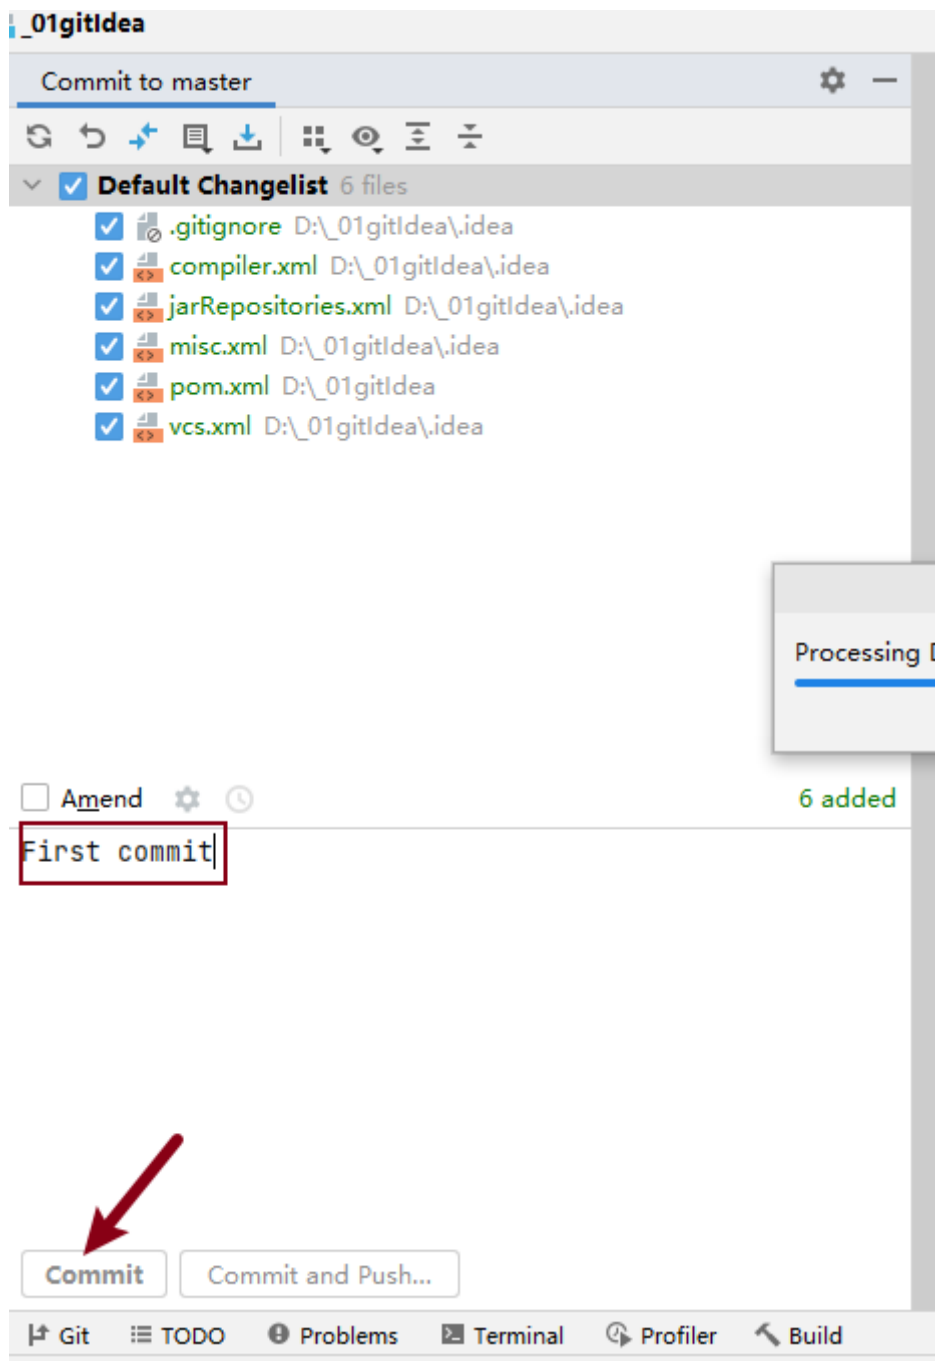 _01gitIdea
Commit to master
Default Changelist 6 files
.gitignore D:\_01gitIdea\.idea
compiler.xml D:\_01gitIdea\.idea
jarRepositories.xml D:\_01gitIdea\.idea
misc.xml D:\_01gitIdea\.idea
pom.xml D:\_01gitIdea
vcs.xml D:\_01gitIdea\.idea
Processing
Amend 6 added
First commit
Commit Commit and Push...
Git TODO Problems Terminal Profiler Build